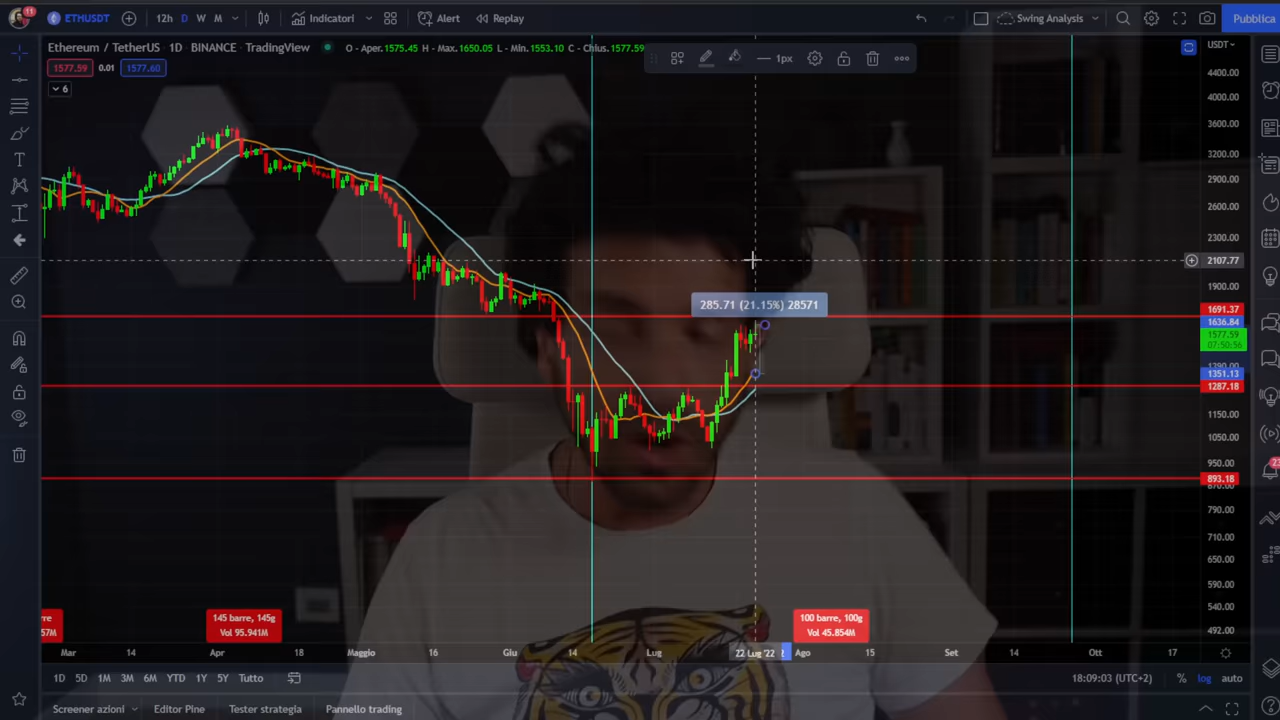 11
ETHUSDT
12h D W M
Indicatori
Alert
Replay
Swing Analysis
Pubblica
Ethereum / TetherUS · 1D · BINANCE · TradingView
O - Aper.1575.45 H - Max.1650.05 L - Min.1553.10 C - Chius.1577.59
1px
USDT
1577.59 0.01 1577.60
6
4400.00
4000.00
3600.00
3200.00
2900.00
2600.00
2300.00
2107.77
1900.00
285.71 (21.15%) 28571
1691.37
1636.84
1577.59
07:50:56
1351.13
1287.18
1150.00
1050.00
950.00
893.18
790.00
710.00
650.00
590.00
540.00
492.00
23
57M
145 barre, 145g
Vol 95.941M
100 barre, 100g
Vol 45.854M
Mar 14 Apr 18 Maggio 16 Giu 14 Lug 22 Lug '22 Ago 15 Set 14 Ott 17
1D 5D 1M 3M 6M YTD 1Y 5Y Tutto
18:09:03 (UTC+2) % log auto
Screener azioni Editor Pine Tester strategia Pannello trading